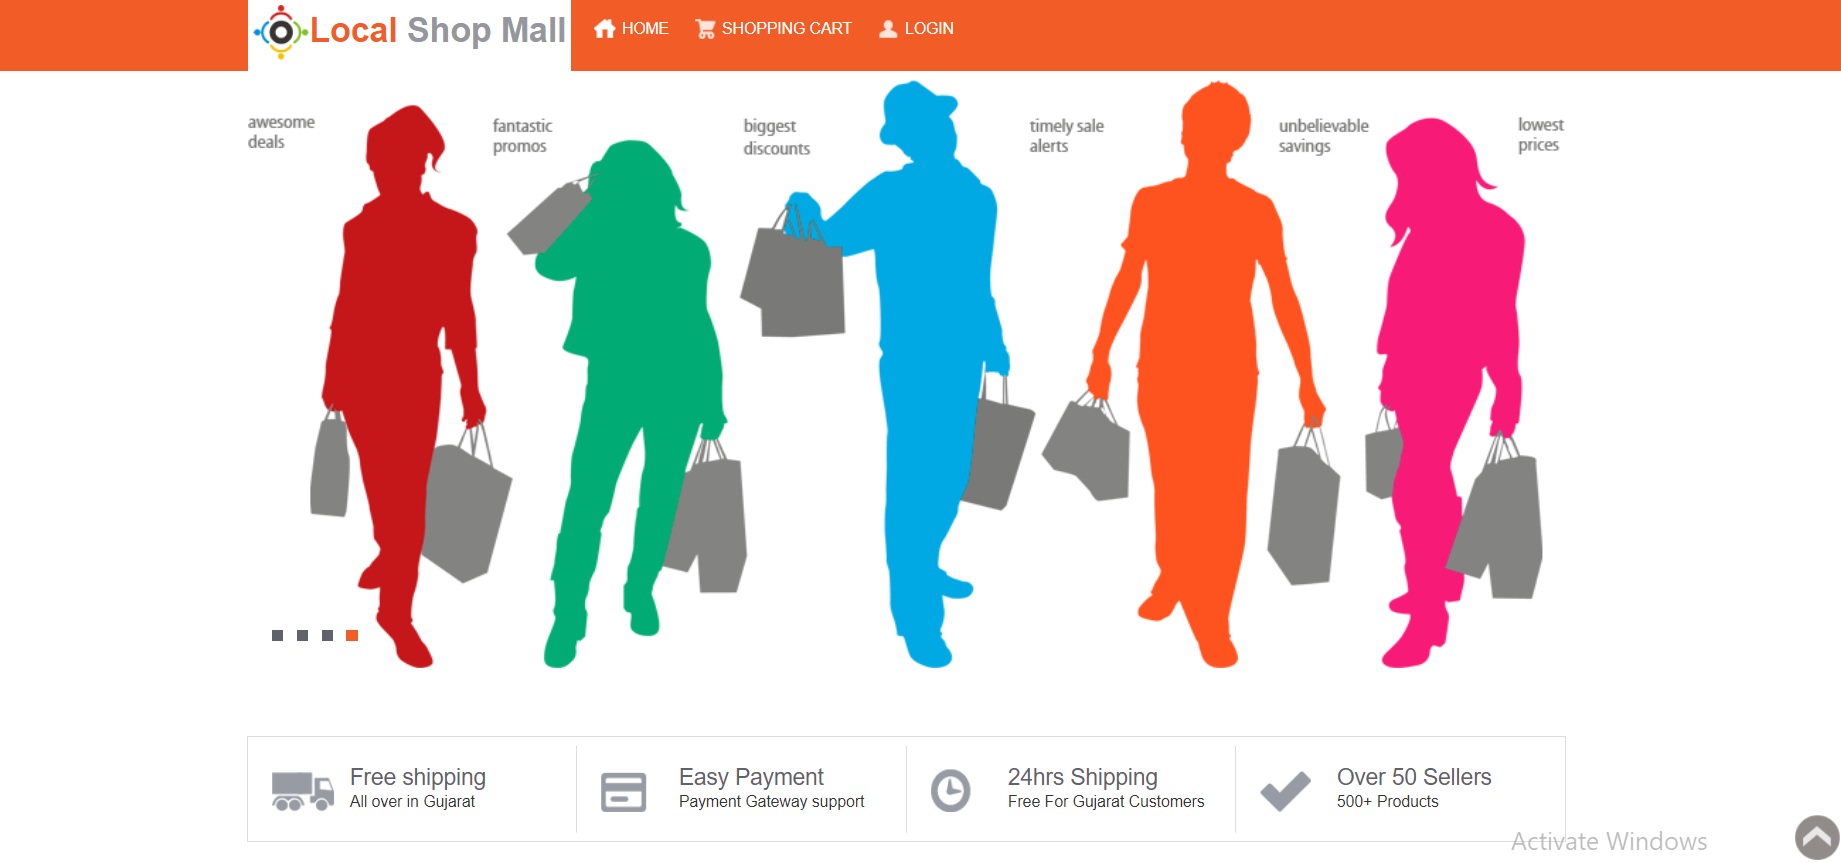 Local Shop Mall
HOME
SHOPPING CART
LOGIN
awesome
deals
fantastic
promos
biggest
discounts
timely sale
alerts
unbelievable
savings
lowest
prices
Free shipping
All over in Gujarat
Easy Payment
Payment Gateway support
24hrs Shipping
Free For Gujarat Customers
Over 50 Sellers
500+ Products
Activate Windows